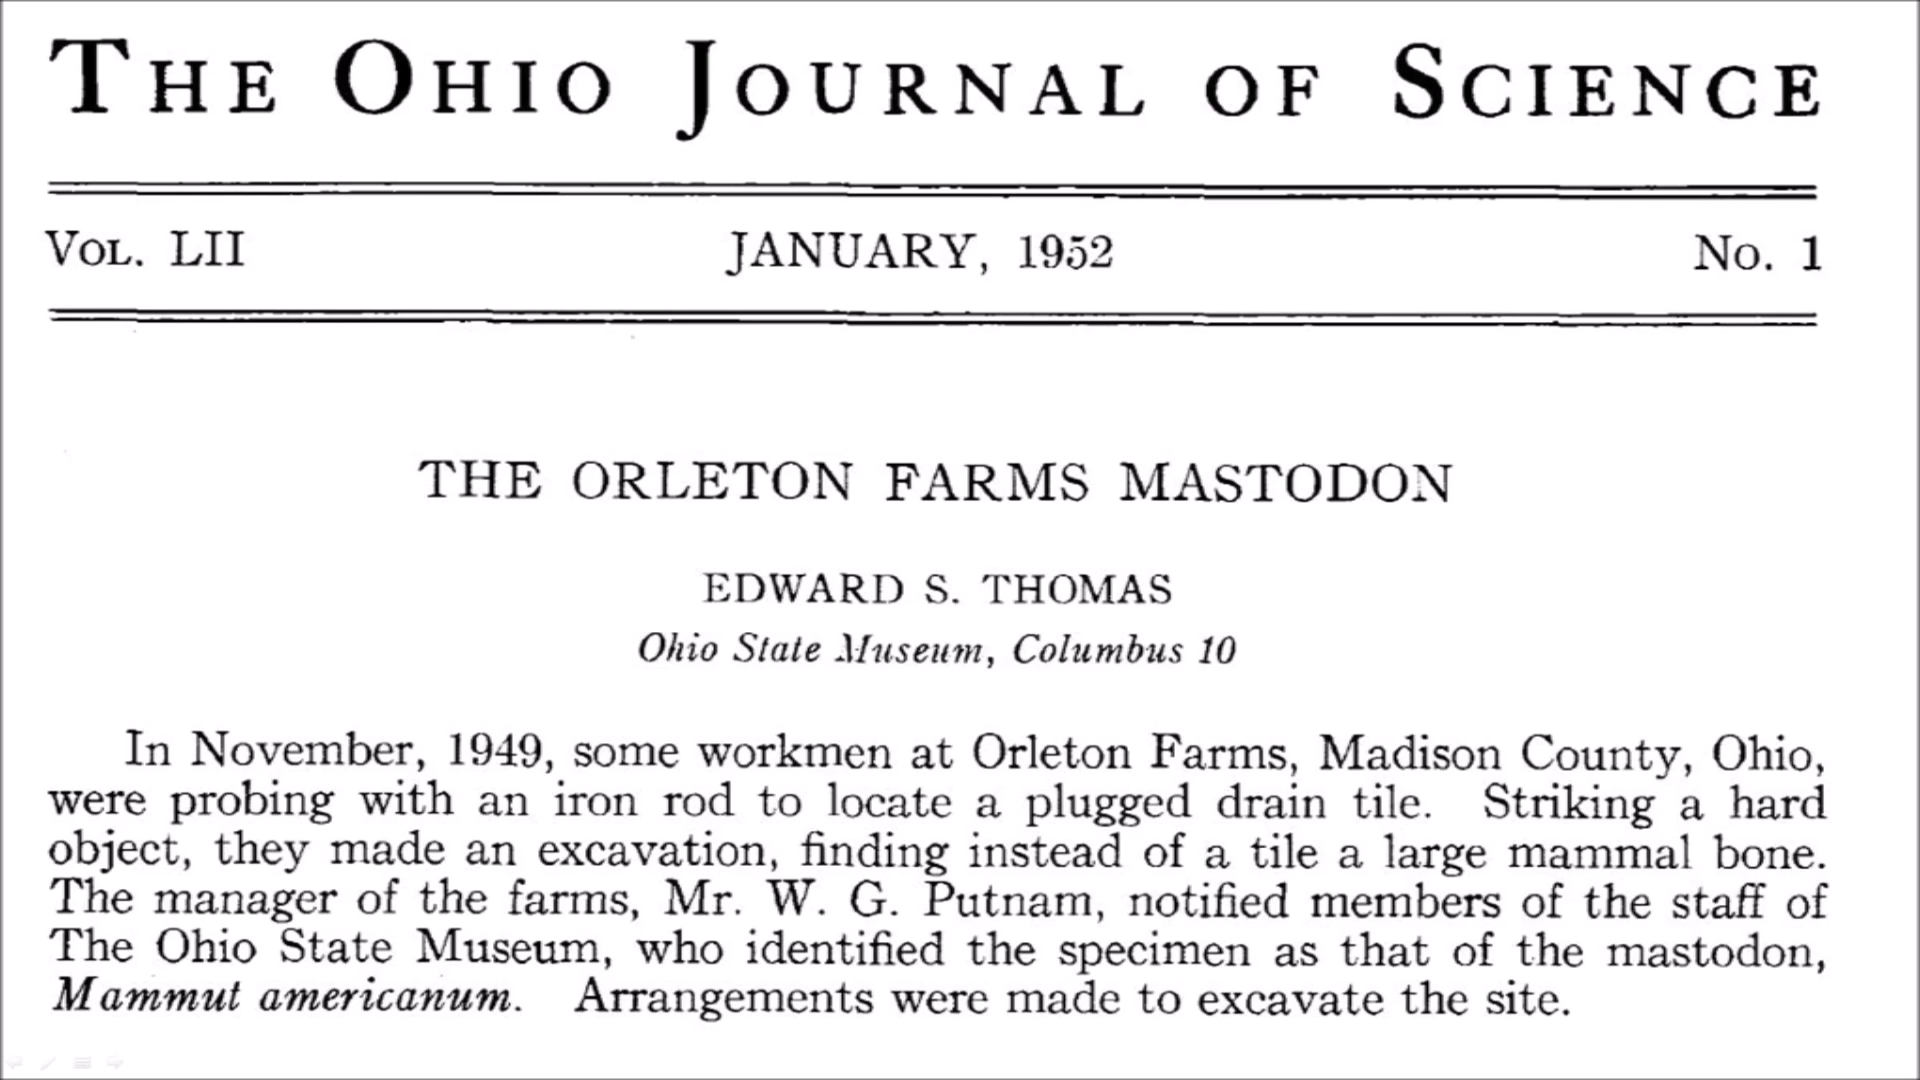 THE OHIO JOURNAL OF SCIENCE
VOL. LII JANUARY, 1952 No. 1
THE ORLETON FARMS MASTODON
EDWARD S. THOMAS
Ohio State Museum, Columbus 10
In November, 1949, some workmen at Orleton Farms, Madison County, Ohio,
were probing with an iron rod to locate a plugged drain tile. Striking a hard
object, they made an excavation, finding instead of a tile a large mammal bone.
The manager of the farms, Mr. W. G. Putnam, notified members of the staff of
The Ohio State Museum, who identified the specimen as that of the mastodon,
Mammut americanum. Arrangements were made to excavate the site.